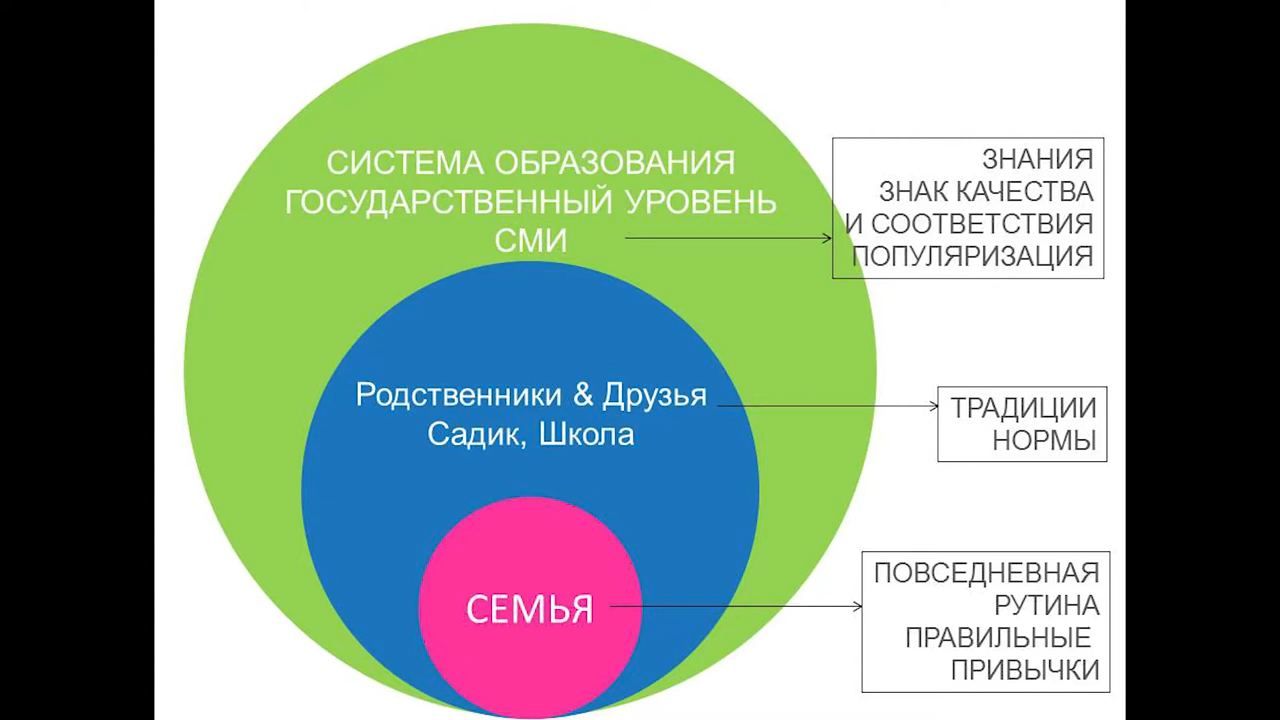 СИСТЕМА ОБРАЗОВАНИЯ
ГОСУДАРСТВЕННЫЙ УРОВЕНЬ
СМИ
ЗНАНИЯ
ЗНАК КАЧЕСТВА
И СООТВЕТСТВИЯ
ПОПУЛЯРИЗАЦИЯ
Родственники & Друзья
Садик, Школа
ТРАДИЦИИ
НОРМЫ
СЕМЬЯ
ПОВСЕДНЕВНАЯ
РУТИНА
ПРАВИЛЬНЫЕ
ПРИВЫЧКИ